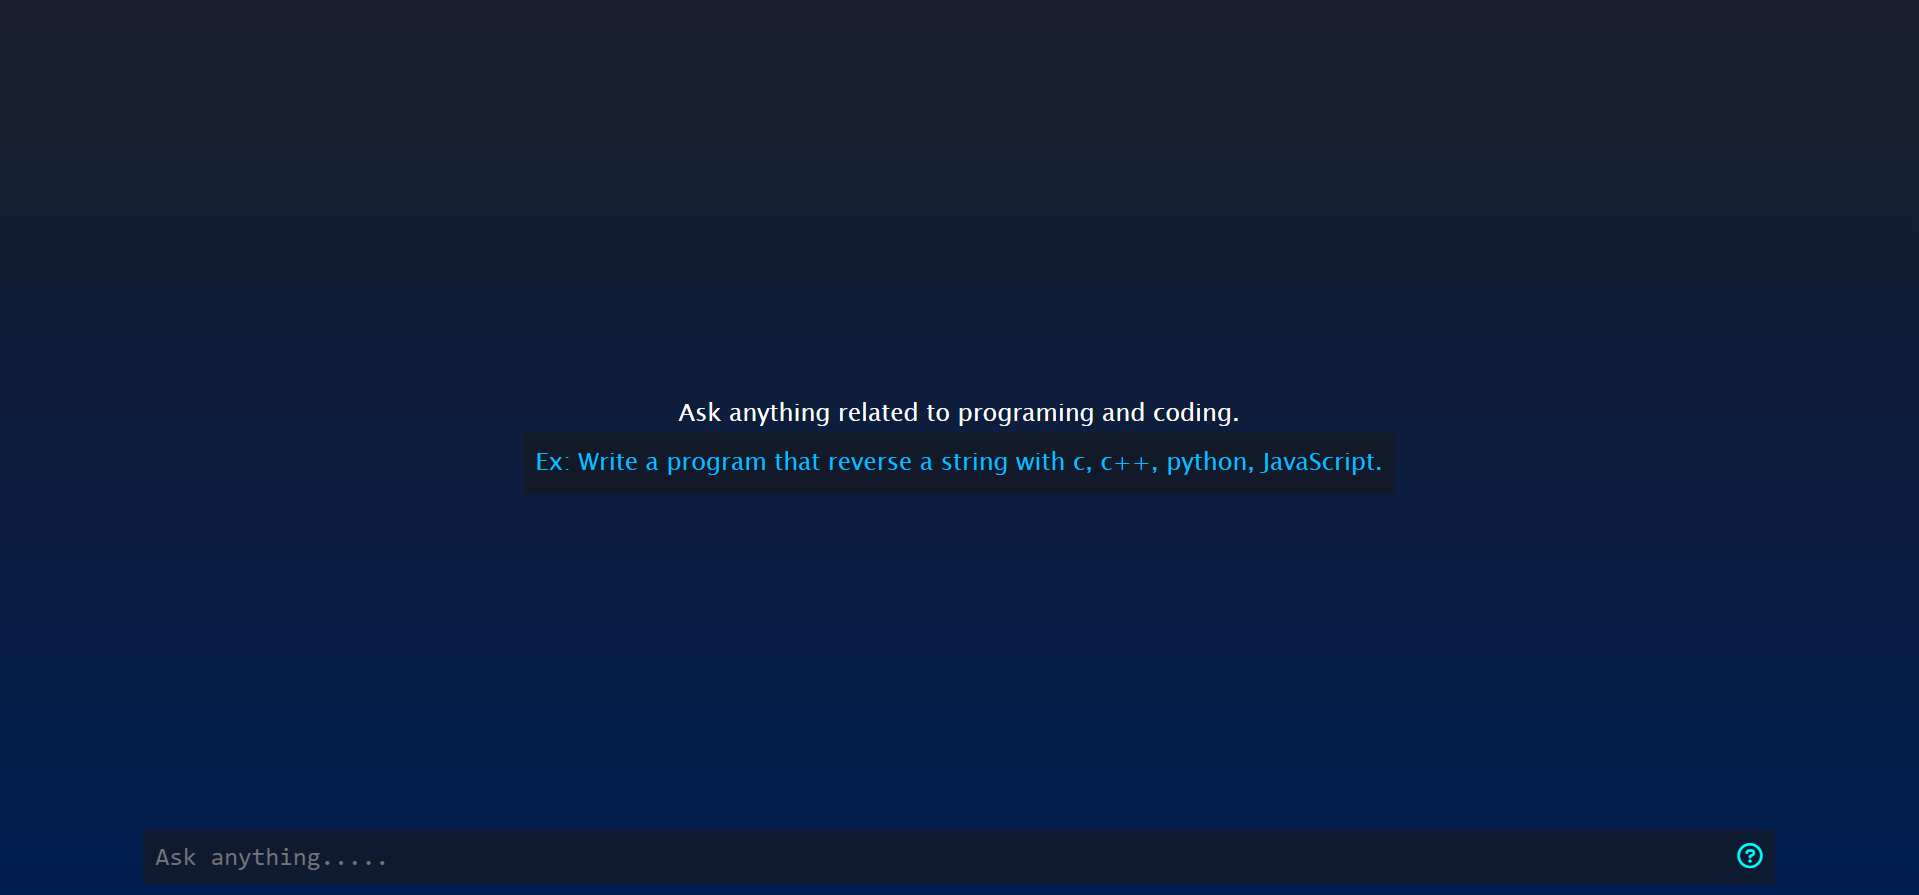 Ask anything related to programing and coding.
Ex: Write a program that reverse a string with c, c++, python, JavaScript.
Ask anything.....